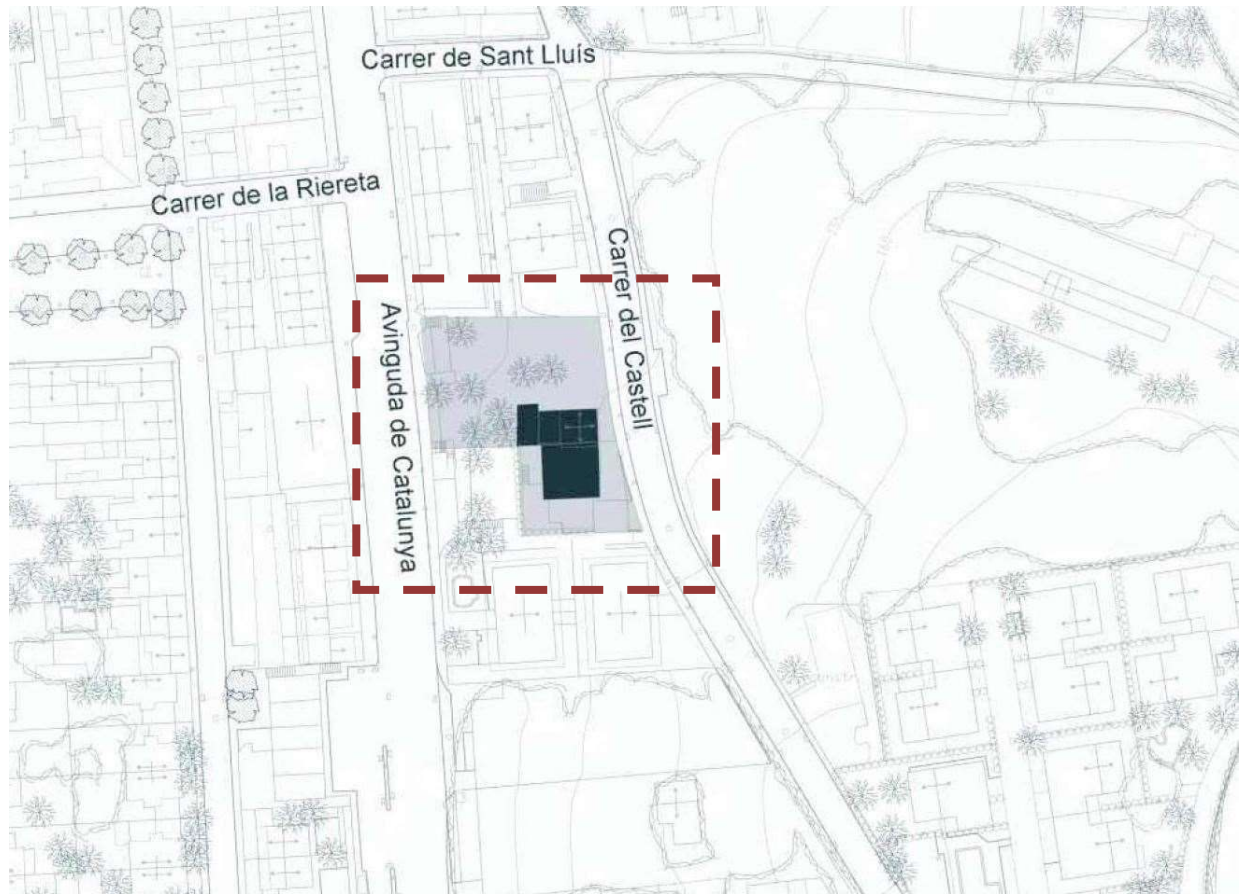 Carrer de Sant Lluís
Carrer de la Riereta
Carrer del Castell
Avinguda de Catalunya